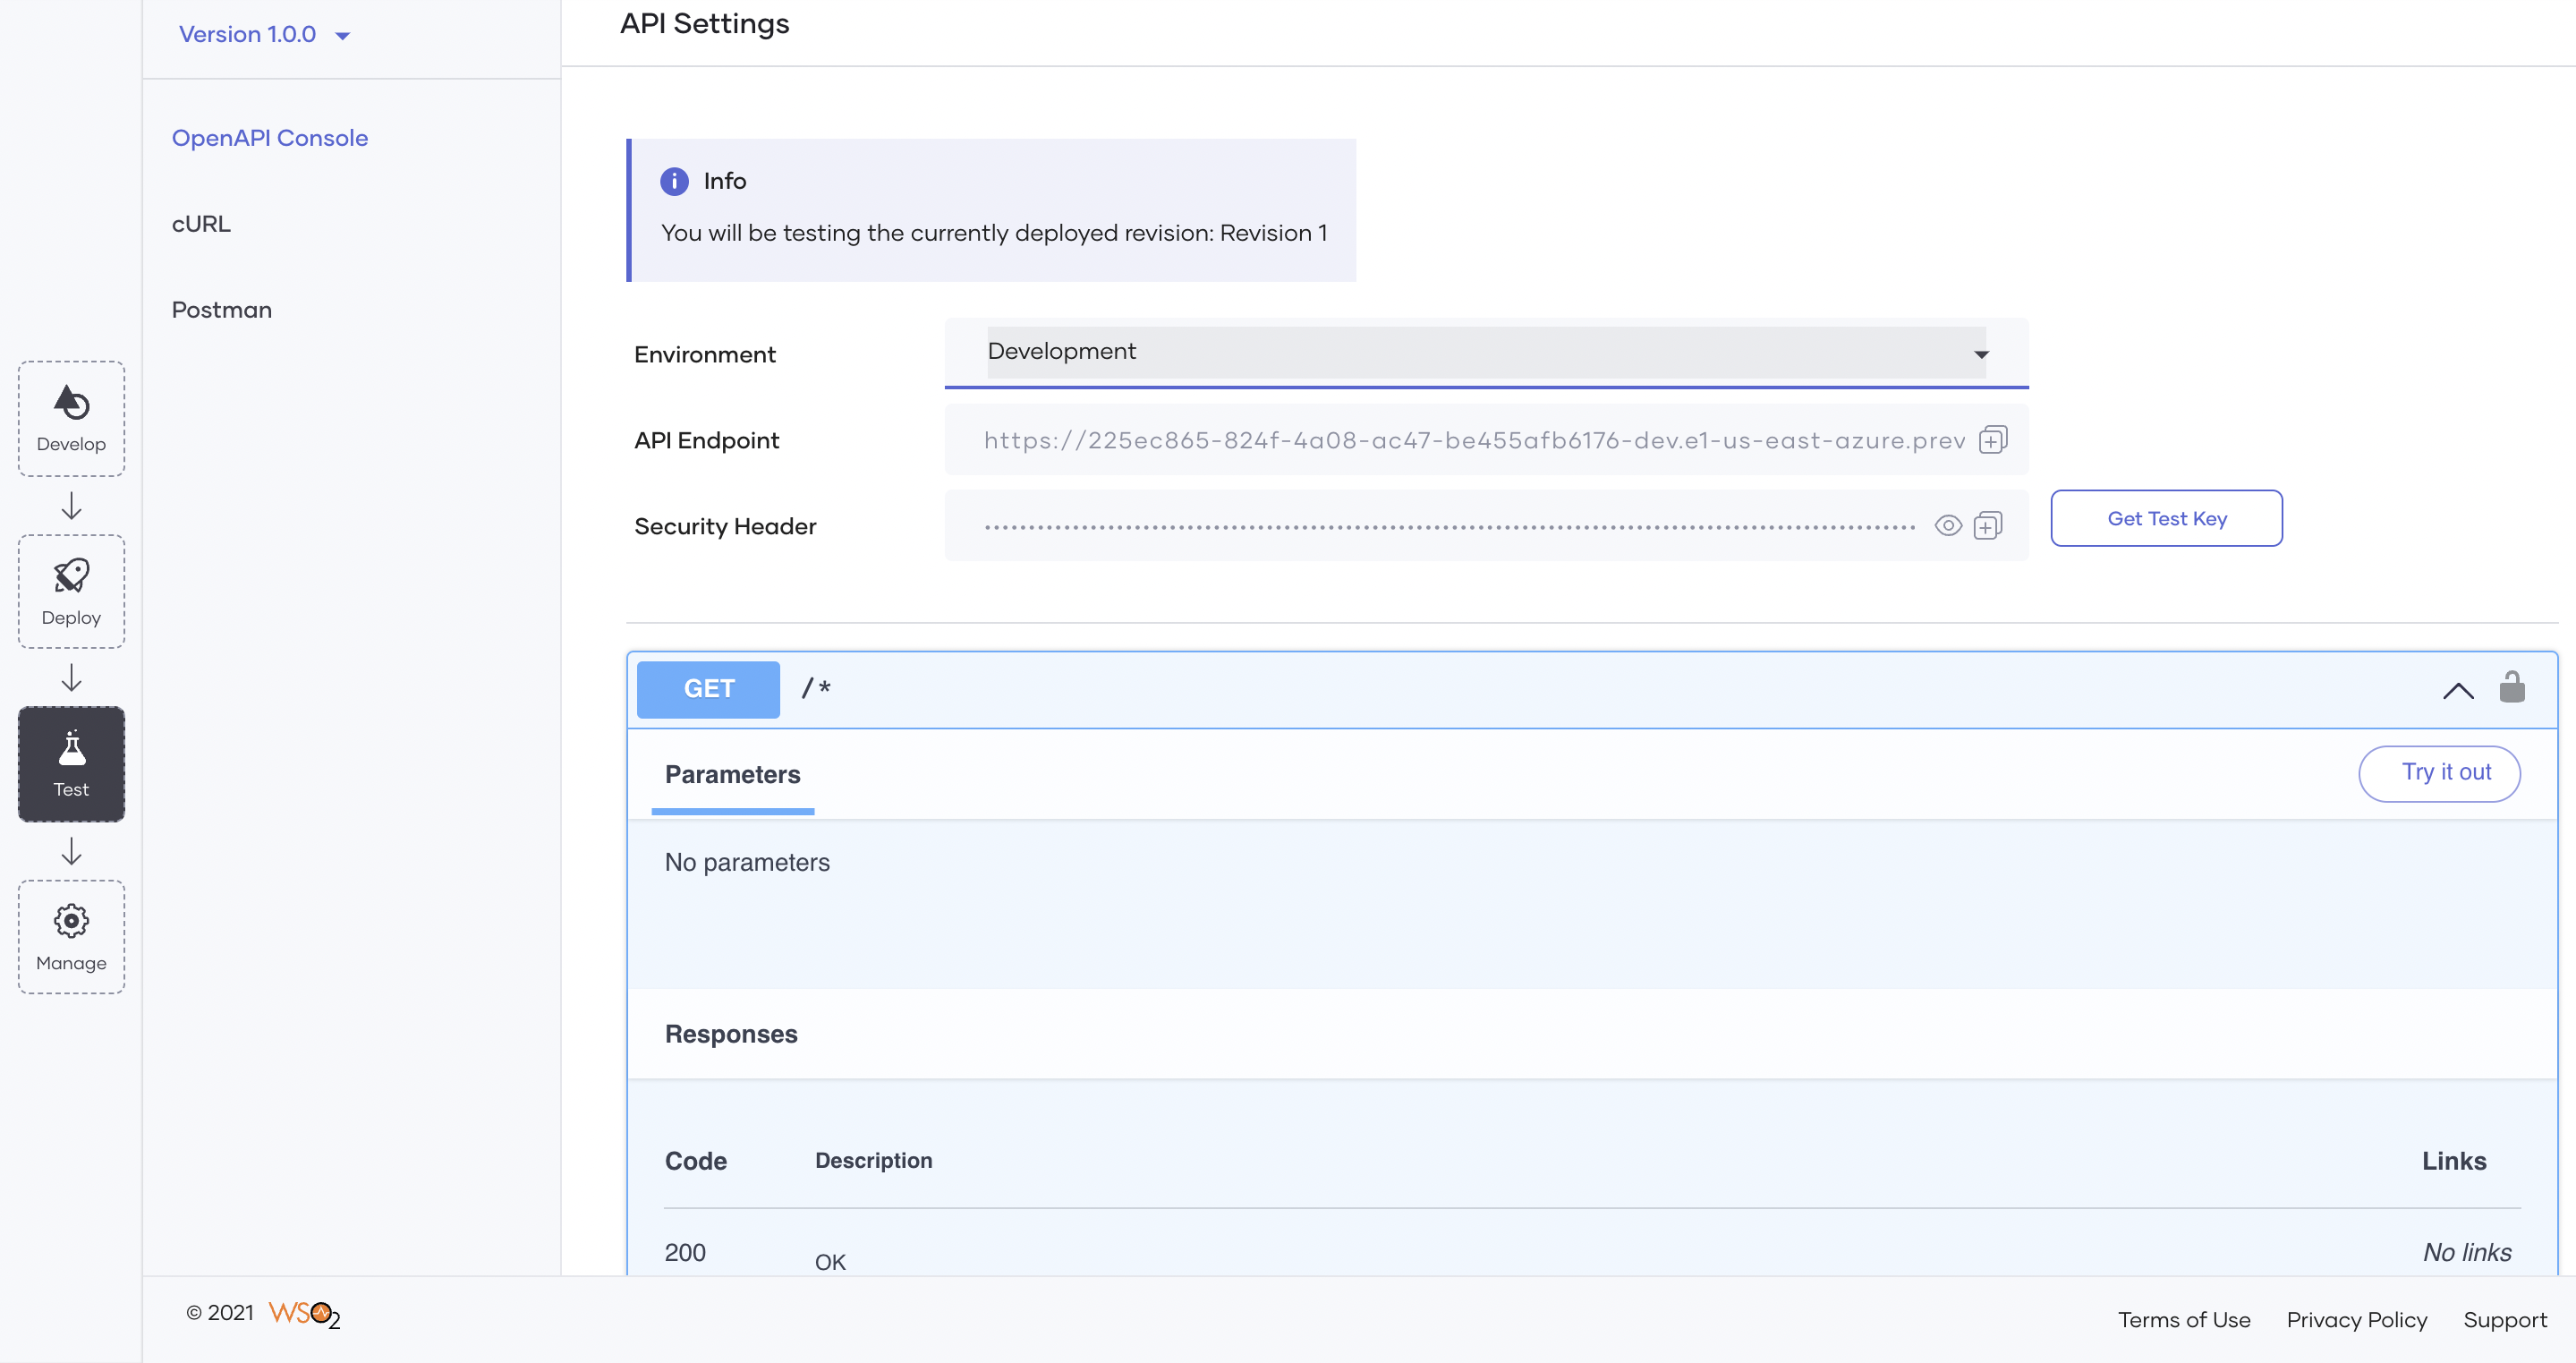 Version 1.0.0
OpenAPI Console
cURL
Postman
Develop
Deploy
Test
Manage
API Settings
Info
You will be testing the currently deployed revision: Revision 1
Environment
Development
API Endpoint
https://225ec865-824f-4a08-ac47-be455afb6176-dev.e1-us-east-azure.prev
Security Header
Get Test Key
GET /*
Parameters
Try it out
No parameters
Responses
Code Description Links
200 OK No links
© 2021 WSO2
Terms of Use Privacy Policy Support